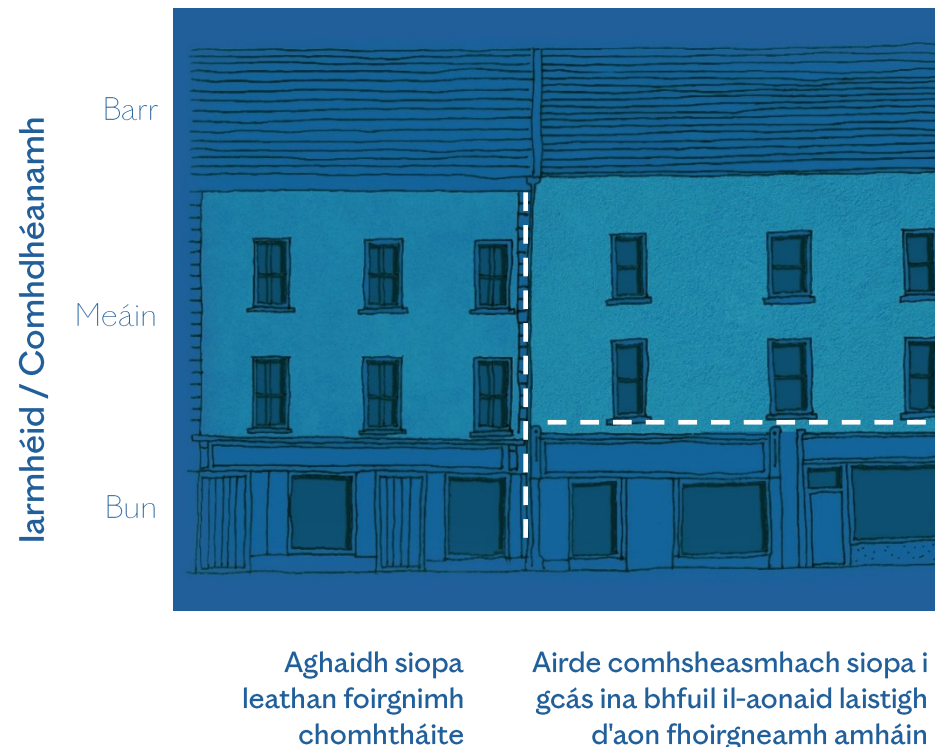 Iarmhéid / Comhdhéanamh
Barr
Meáin
Bun
Aghaidh siopa
leathan foirgnimh
chomhtháite
Airde comhsheasmhach siopa i
gcás ina bhfuil il-aonaid laistigh
d'aon fhoirgneamh amháin